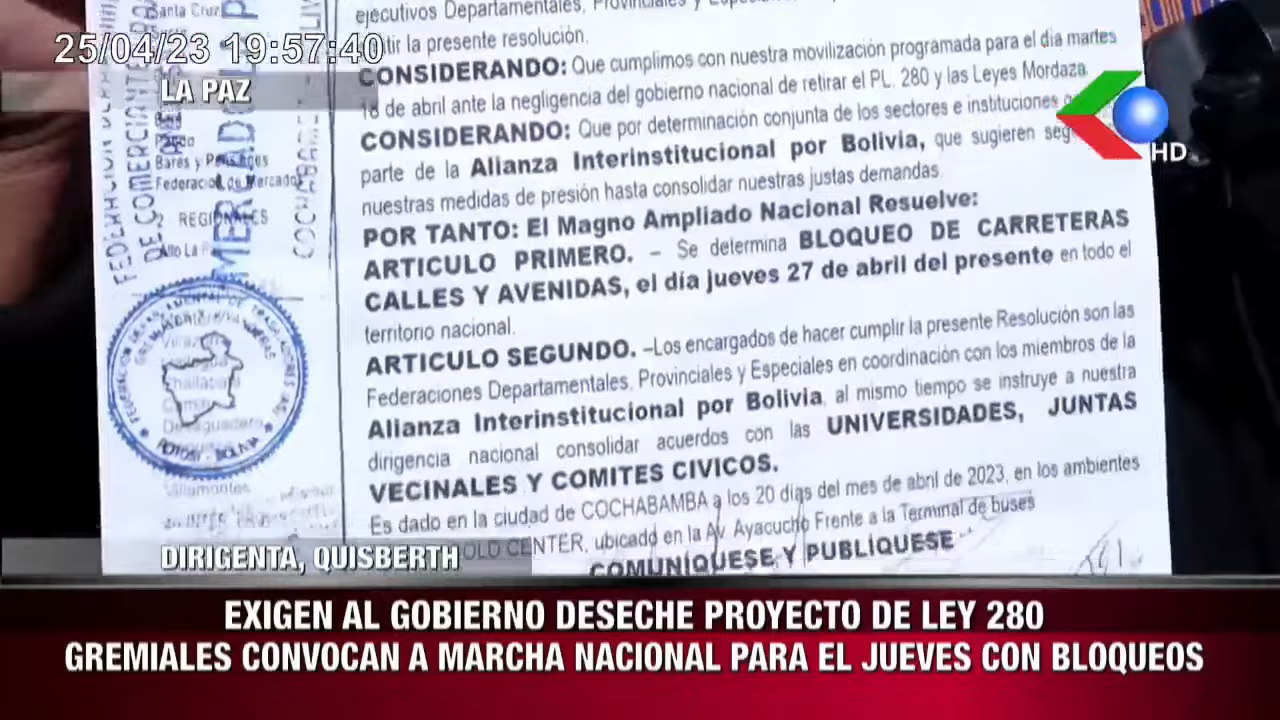 ejecutivos Departamentales, Provinciales y
25/04/23 19:57:40
LA PAZ
la presente resolución.
CONSIDERANDO: Que cumplimos con nuestra movilización programada para el día martes
18 de abril ante la negligencia del gobierno nacional de retirar el PL. 280 y las Leyes Mordaza
CONSIDERANDO: Que por determinación conjunta de los sectores e instituciones
parte de la Alianza Interinstitucional por Bolivia, que sugieren
nuestras medidas de presión hasta consolidar nuestras justas demandas.
POR TANTO: El Magno Ampliado Nacional Resuelve:
ARTICULO PRIMERO. – Se determina BLOQUEO DE CARRETERAS
CALLES Y AVENIDAS, el día jueves 27 de abril del presente en todo el
territorio nacional.
ARTICULO SEGUNDO. –Los encargados de hacer cumplir la presente Resolución son las
Federaciones Departamentales, Provinciales y Especiales en coordinación con los miembros de la
Alianza Interinstitucional por Bolivia, al mismo tiempo se instruye a nuestra
dirigencia nacional consolidar acuerdos con las UNIVERSIDADES, JUNTAS
VECINALES Y COMITES CIVICOS.
Es dado en la ciudad de COCHABAMBA a los 20 días del mes de abril de 2023, en los ambientes
OLD CENTER, ubicado en la Av Ayacucho Frente a la Terminal de buses
COMUNÍQUESE Y PUBLÍQUESE
Santa Cruz
Bares y Pensiones
Federación de Mercados
REGIONALES
POTOSI - BOLIVIA
HD
DIRIGENTA, QUISBERTH
EXIGEN AL GOBIERNO DESECHE PROYECTO DE LEY 280
GREMIALES CONVOCAN A MARCHA NACIONAL PARA EL JUEVES CON BLOQUEOS